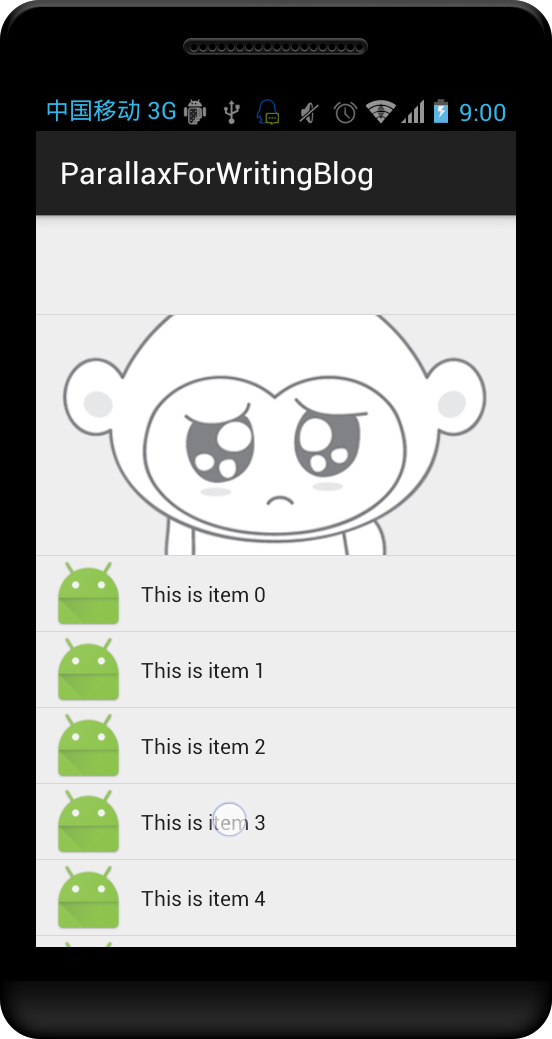 中国移动 3G 9:00
ParallaxForWritingBlog
This is item 0
This is item 1
This is item 2
This is item 3
This is item 4